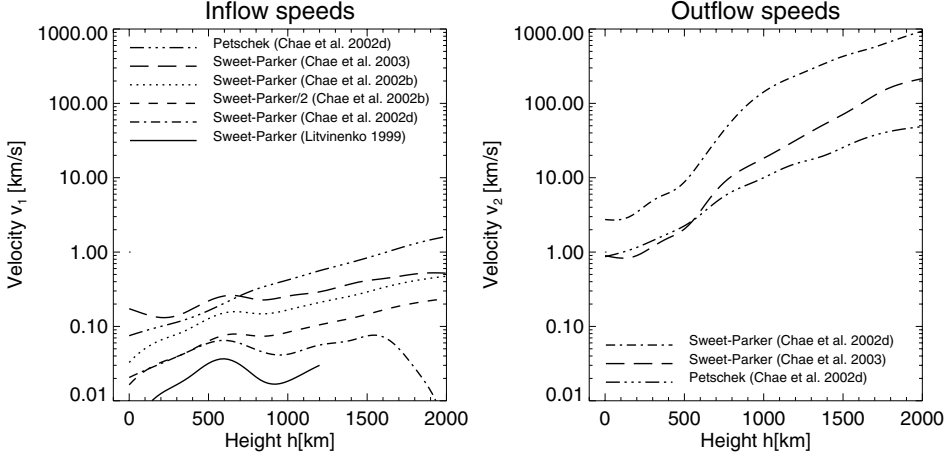 Inflow speeds
Velocity v1 [km/s]
1000.00
100.00
10.00
1.00
0.10
0.01
Petschek (Chae et al. 2002d)
Sweet-Parker (Chae et al. 2003)
Sweet-Parker (Chae et al. 2002b)
Sweet-Parker/2 (Chae et al. 2002b)
Sweet-Parker (Chae et al. 2002d)
Sweet-Parker (Litvinenko 1999)
0 500 1000 1500 2000
Height h[km]
Outflow speeds
Velocity v2 [km/s]
1000.00
100.00
10.00
1.00
0.10
0.01
Sweet-Parker (Chae et al. 2002d)
Sweet-Parker (Chae et al. 2003)
Petschek (Chae et al. 2002d)
0 500 1000 1500 2000
Height h[km]